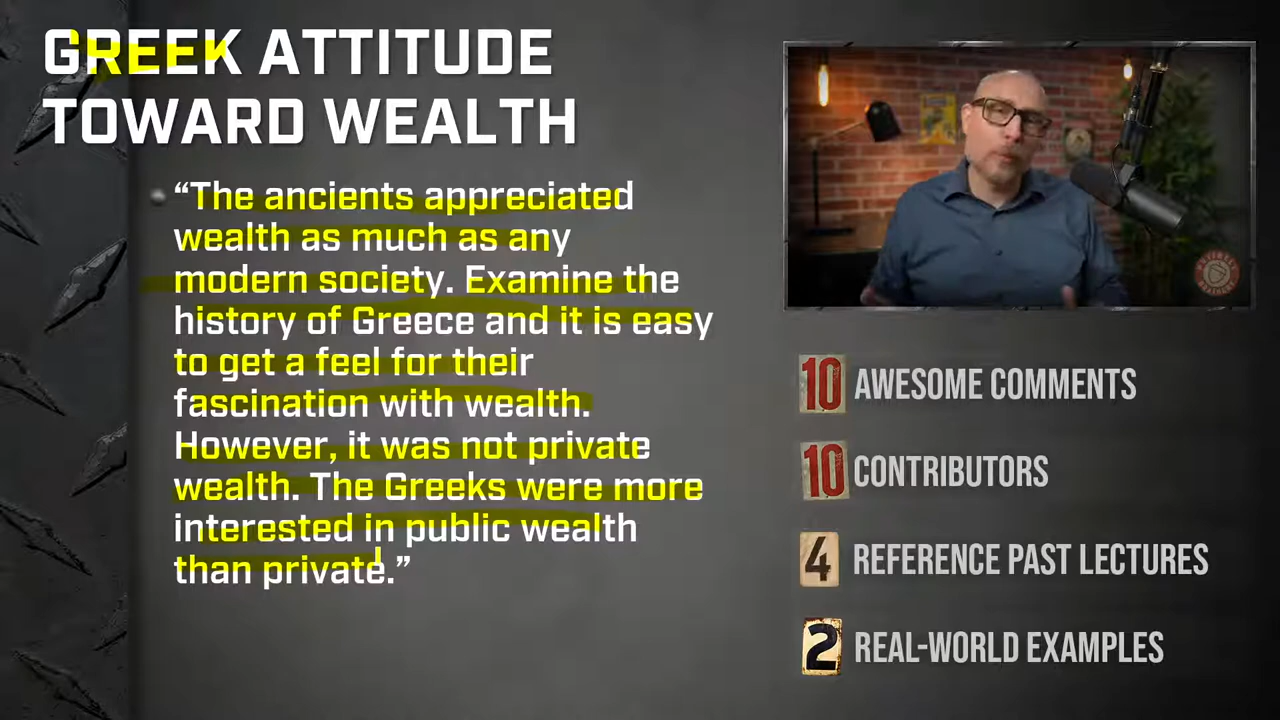 GREEK ATTITUDE
TOWARD WEALTH
“The ancients appreciated
wealth as much as any
modern society. Examine the
history of Greece and it is easy
to get a feel for their
fascination with wealth.
However, it was not private
wealth. The Greeks were more
interested in public wealth
than private.”
10 AWESOME COMMENTS
10 CONTRIBUTORS
4 REFERENCE PAST LECTURES
2 REAL-WORLD EXAMPLES